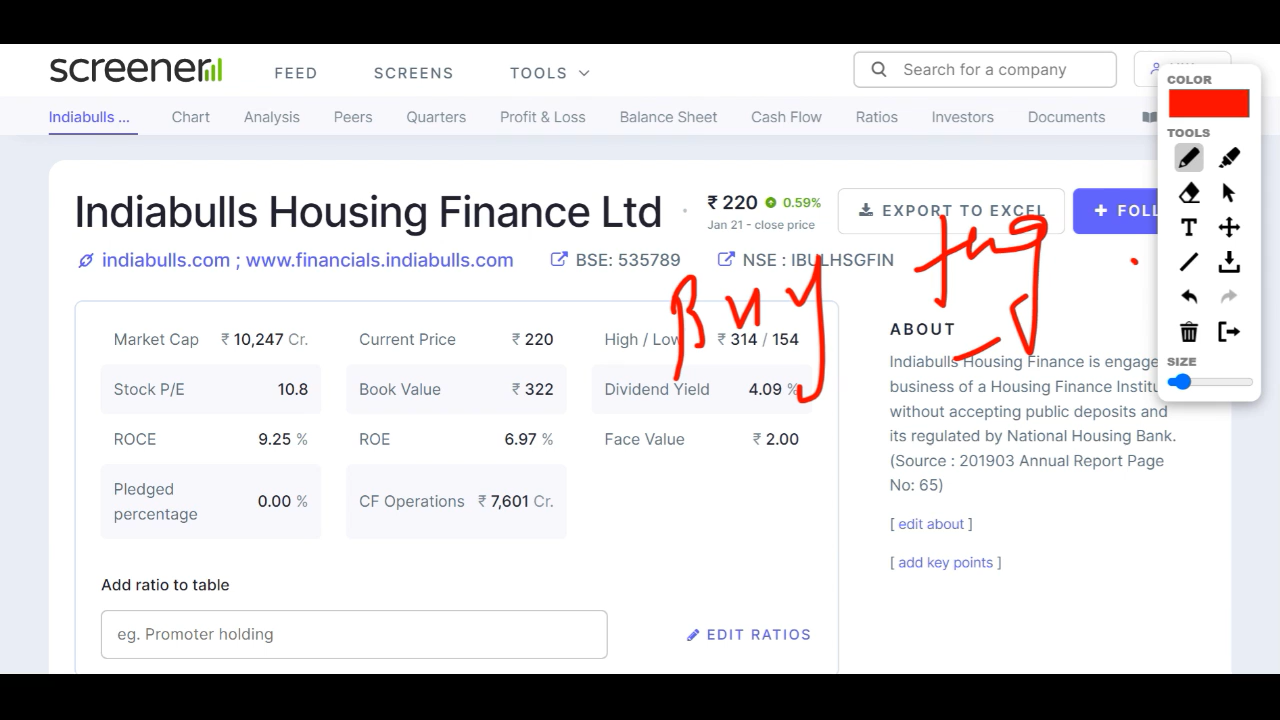 screener
FEED SCREENS TOOLS
Search for a company
Indiabulls ... Chart Analysis Peers Quarters Profit & Loss Balance Sheet Cash Flow Ratios Investors Documents
COLOR
TOOLS
T
SIZE
Indiabulls Housing Finance Ltd
₹ 220 0.59%
Jan 21 - close price
EXPORT TO EXCEL
+ FOLL
indiabulls.com ; www.financials.indiabulls.com BSE: 535789 NSE : IBULHSGFIN
Buy
Market Cap ₹ 10,247 Cr. Current Price ₹ 220 High / Low ₹ 314 / 154
Stock P/E 10.8 Book Value ₹ 322 Dividend Yield 4.09 %
ROCE 9.25 % ROE 6.97 % Face Value ₹ 2.00
Pledged
percentage 0.00 % CF Operations ₹ 7,601 Cr.
Add ratio to table
eg. Promoter holding
EDIT RATIOS
ABOUT
Indiabulls Housing Finance is engage
business of a Housing Finance Institu
without accepting public deposits and
its regulated by National Housing Bank.
(Source : 201903 Annual Report Page
No: 65)
[ edit about ]
[ add key points ]